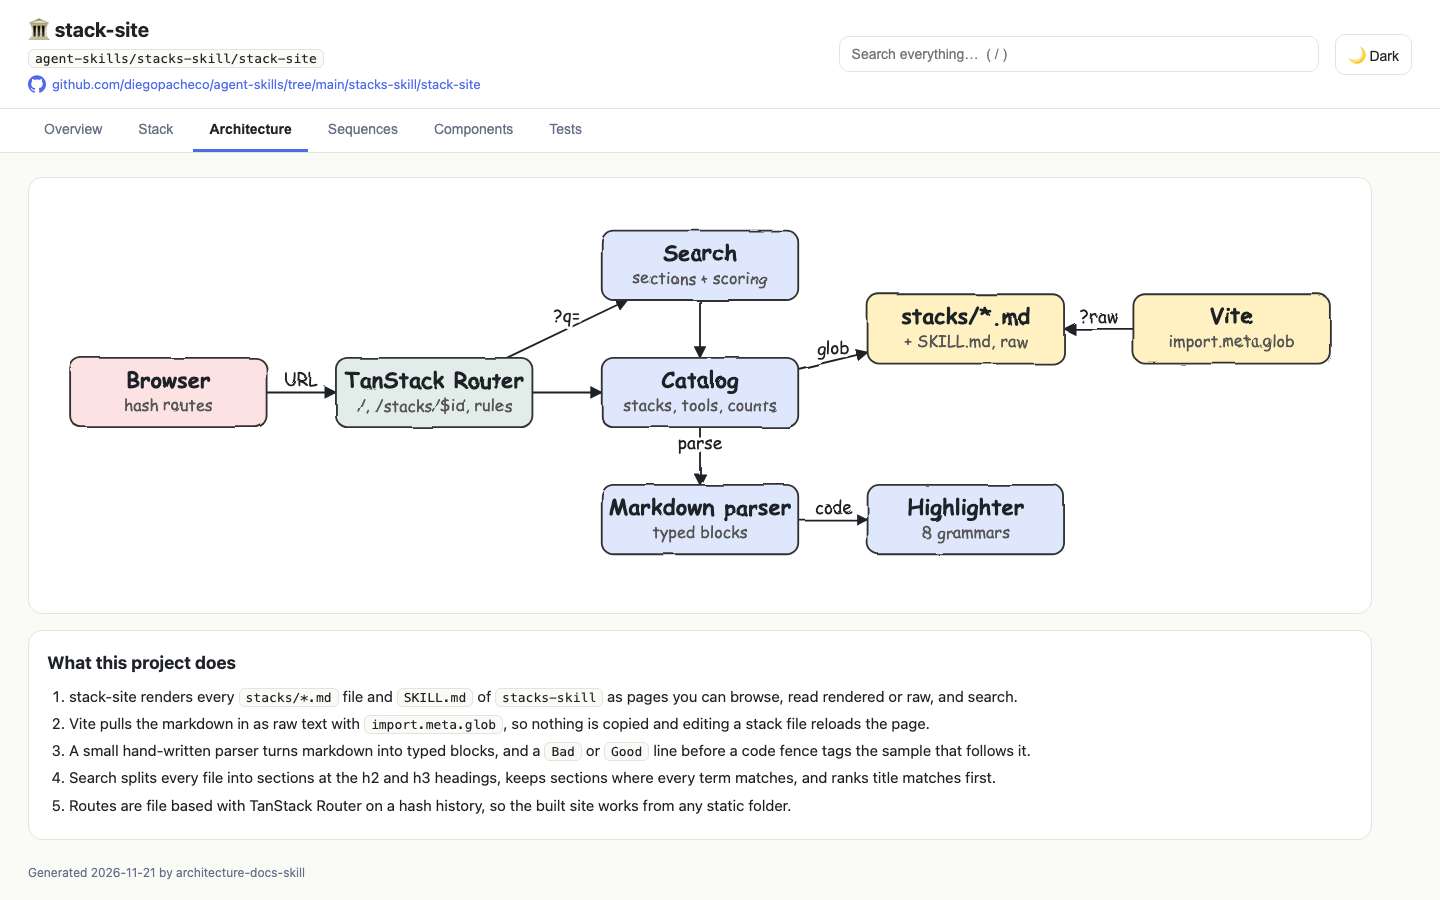 🏛️ stack-site
agent-skills/stacks-skill/stack-site
github.com/diegopacheco/agent-skills/tree/main/stacks-skill/stack-site
Search everything… ( / )
🌙 Dark
Overview
Stack
Architecture
Sequences
Components
Tests
Search
sections + scoring
?q=
stacks/*.md
+ SKILL.md, raw
?raw
Vite
import.meta.glob
glob
Browser
hash routes
URL
TanStack Router
/, /stacks/$id, rules
Catalog
stacks, tools, counts
parse
Markdown parser
typed blocks
code
Highlighter
8 grammars
What this project does
1. stack-site renders every stacks/*.md file and SKILL.md of stacks-skill as pages you can browse, read rendered or raw, and search.
2. Vite pulls the markdown in as raw text with import.meta.glob, so nothing is copied and editing a stack file reloads the page.
3. A small hand-written parser turns markdown into typed blocks, and a Bad or Good line before a code fence tags the sample that follows it.
4. Search splits every file into sections at the h2 and h3 headings, keeps sections where every term matches, and ranks title matches first.
5. Routes are file based with TanStack Router on a hash history, so the built site works from any static folder.
Generated 2026-11-21 by architecture-docs-skill